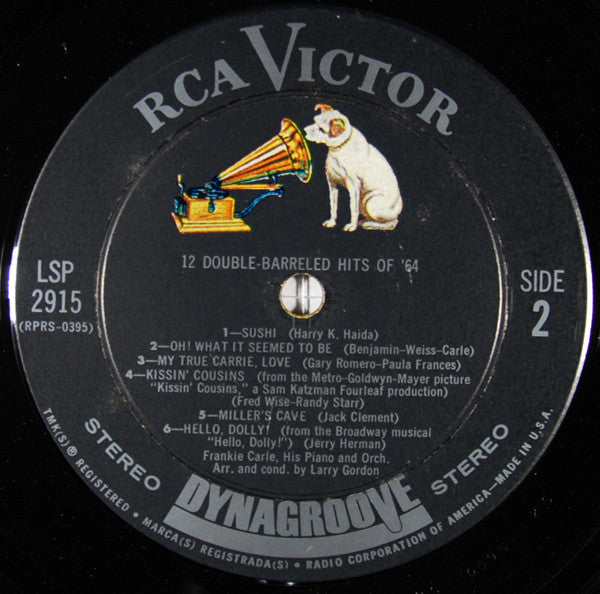 RCA VICTOR
12 DOUBLE-BARRELED HITS OF '64
LSP
2915
(RPRS-0395)
SIDE
2
1—SUSHI (Harry K. Haida)
2—OH! WHAT IT SEEMED TO BE (Benjamin-Weiss-Carle)
3—MY TRUE CARRIE, LOVE (Gary Romero-Paula Frances)
4—KISSIN' COUSINS (from the Metro-Goldwyn-Mayer picture
"Kissin' Cousins," a Sam Katzman Fourleaf production)
(Fred Wise-Randy Starr)
5—MILLER'S CAVE (Jack Clement)
6—HELLO, DOLLY! (from the Broadway musical
"Hello, Dolly!") (Jerry Herman)
Frankie Carle, His Piano and Orch.
Arr. and cond. by Larry Gordon
STEREO
DYNAGROOVE
STEREO
TMK(S) ® REGISTERED • MARCA(S) REGISTRADA(S) • RADIO CORPORATION OF AMERICA—MADE IN U.S.A.